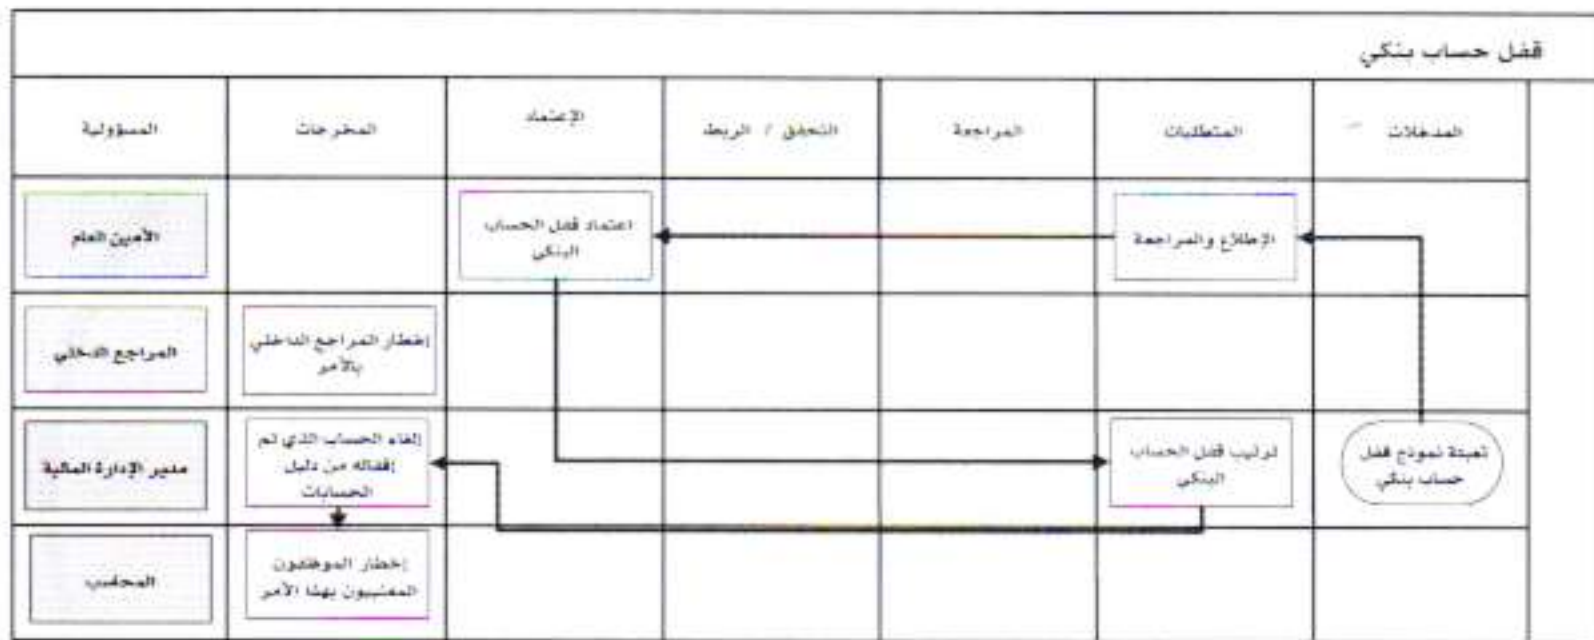 قفل حساب بنكي
المدخلات
المتطلبات
المراجعة
التحقق / الربط
الإعتماد
المخرجات
المسؤولية
الإطلاع والمراجعة
اعتماد قفل الحساب
البنكي
الأمين العام
إخطار المراجع الداخلي
بالأمر
المراجع الدخلي
تعبئة نموذج قفل
حساب بنكي
ترتيب قفل الحساب
البنكي
إلغاء الحساب الذي تم
إقفاله من دليل
الحسابات
مدير الإدارة المالية
إخطار الموظفون
المعنييون بهذا الأمر
المحاسب